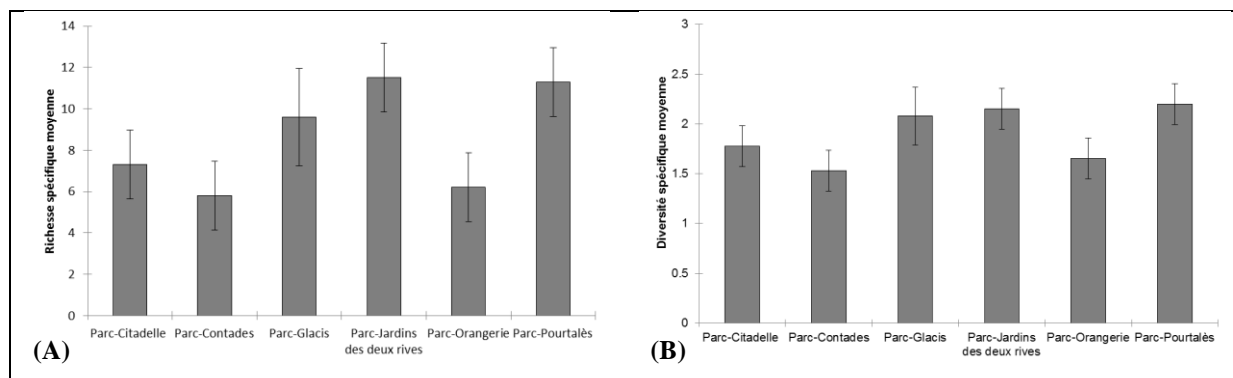 Richesse spécifique moyenne
14
12
10
8
6
4
2
0
Parc-Citadelle Parc-Contades Parc-Glacis Parc-Jardins Parc-Orangerie Parc-Pourtalès
des deux rives
(A)
Diversité spécifique moyenne
3
2.5
2
1.5
1
0.5
0
Parc-Citadelle Parc-Contades Parc-Glacis Parc-Jardins Parc-Orangerie Parc-Pourtalès
des deux rives
(B)